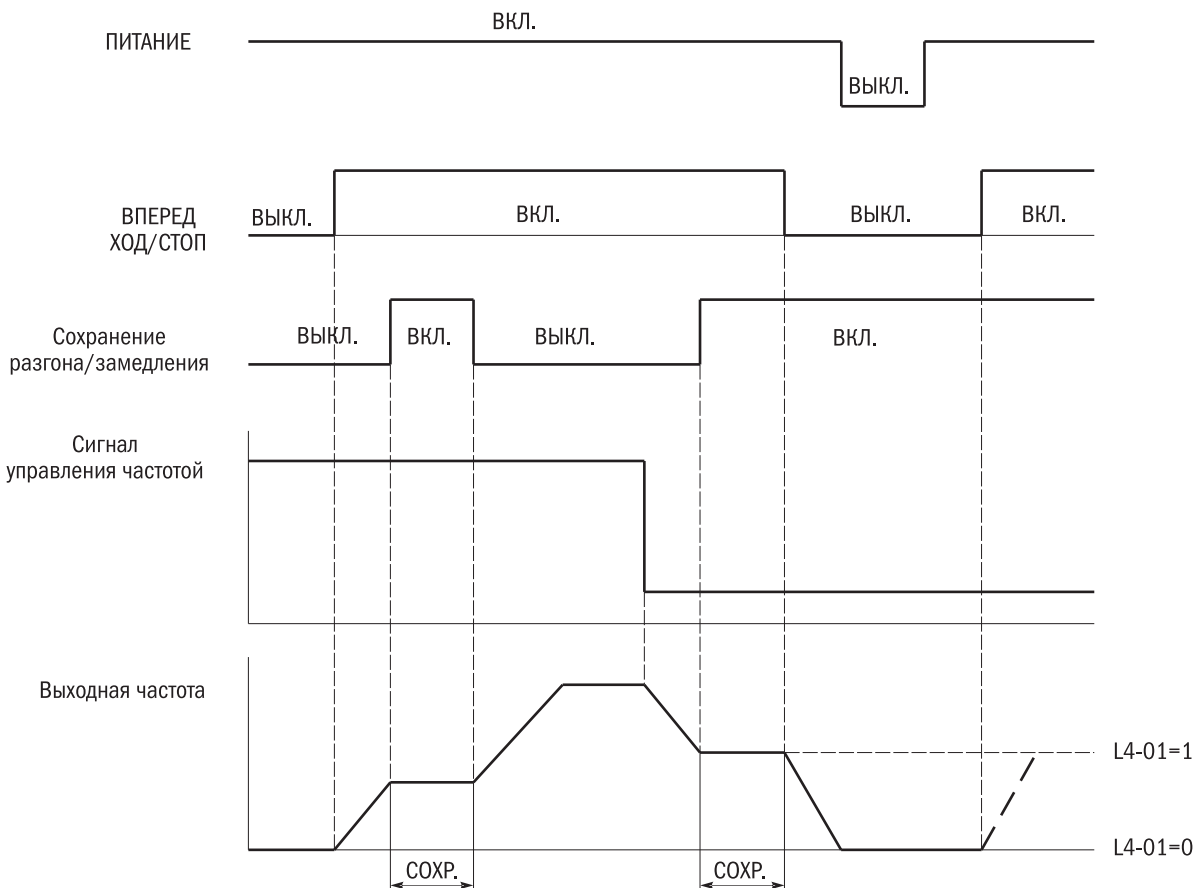 ВКЛ.
ПИТАНИЕ
ВЫКЛ.
ВПЕРЕД
ХОД/СТОП
ВЫКЛ.
ВКЛ.
ВЫКЛ.
ВКЛ.
Сохранение
разгона/замедления
ВЫКЛ.
ВКЛ.
ВЫКЛ.
ВКЛ.
Сигнал
управления частотой
Выходная частота
L4-01=1
L4-01=0
СОХР.
СОХР.